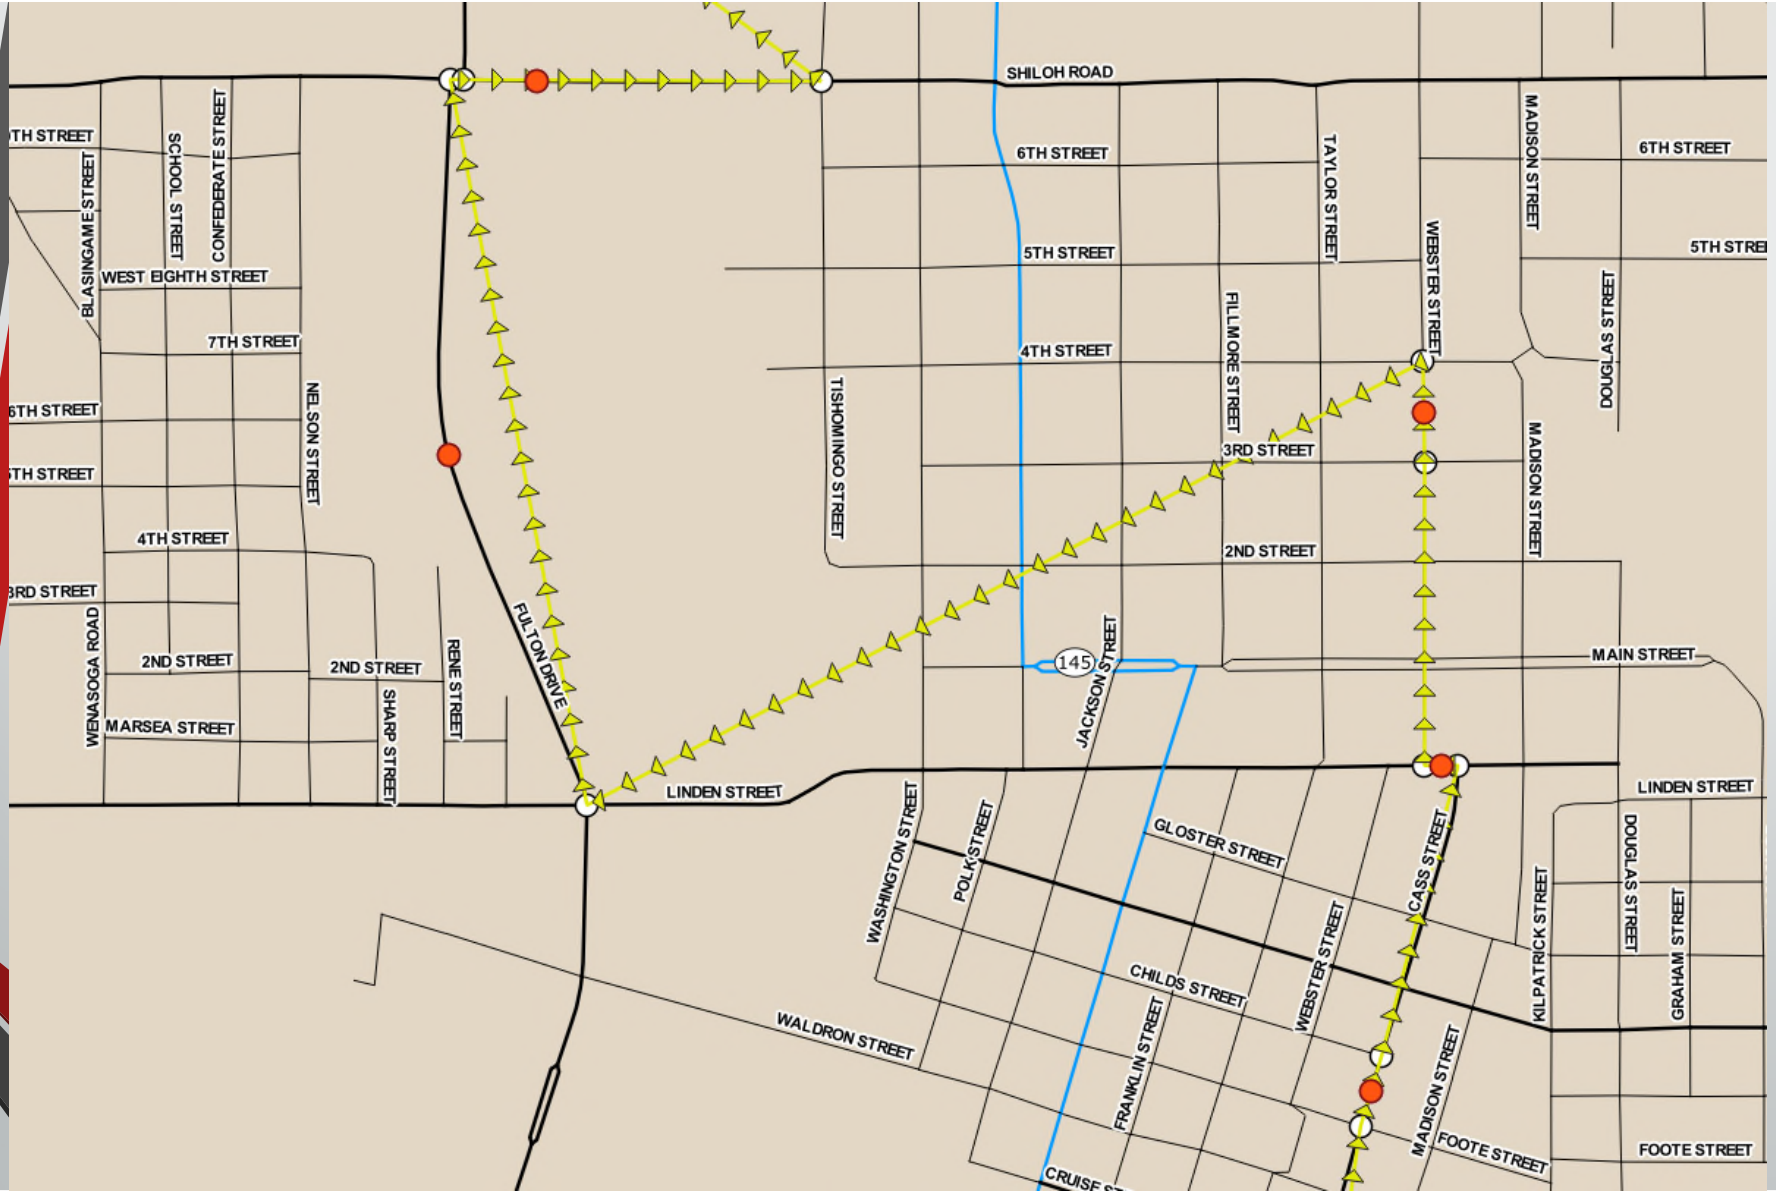 SHILOH ROAD
MADISON STREET
CONFEDERATE STREET
TH STREET
SCHOOL STREET
TAYLOR STREET
6TH STREET
6TH STREET
BLASINGAME STREET
WEBSTER STREET
5TH STREET
5TH STRE
WEST EIGHTH STREET
DOUGLAS STREET
FILLMORE STREET
7TH STREET
4TH STREET
NELSON STREET
TISHOMINGO STREET
6TH STREET
MADISON STREET
3RD STREET
5TH STREET
4TH STREET
2ND STREET
3RD STREET
FULTON DRIVE
WENASOGA ROAD
JACKSON STREET
145
RENE STREET
MAIN STREET
2ND STREET
2ND STREET
SHARP STREET
MARSEA STREET
LINDEN STREET
LINDEN STREET
WASHINGTON STREET
POLK STREET
GLOSTER STREET
CASS STREET
DOUGLAS STREET
KILPATRICK STREET
GRAHAM STREET
WEBSTER STREET
CHILDS STREET
FRANKLIN STREET
WALDRON STREET
MADISON STREET
FOOTE STREET
FOOTE STREET
CRUISE ST